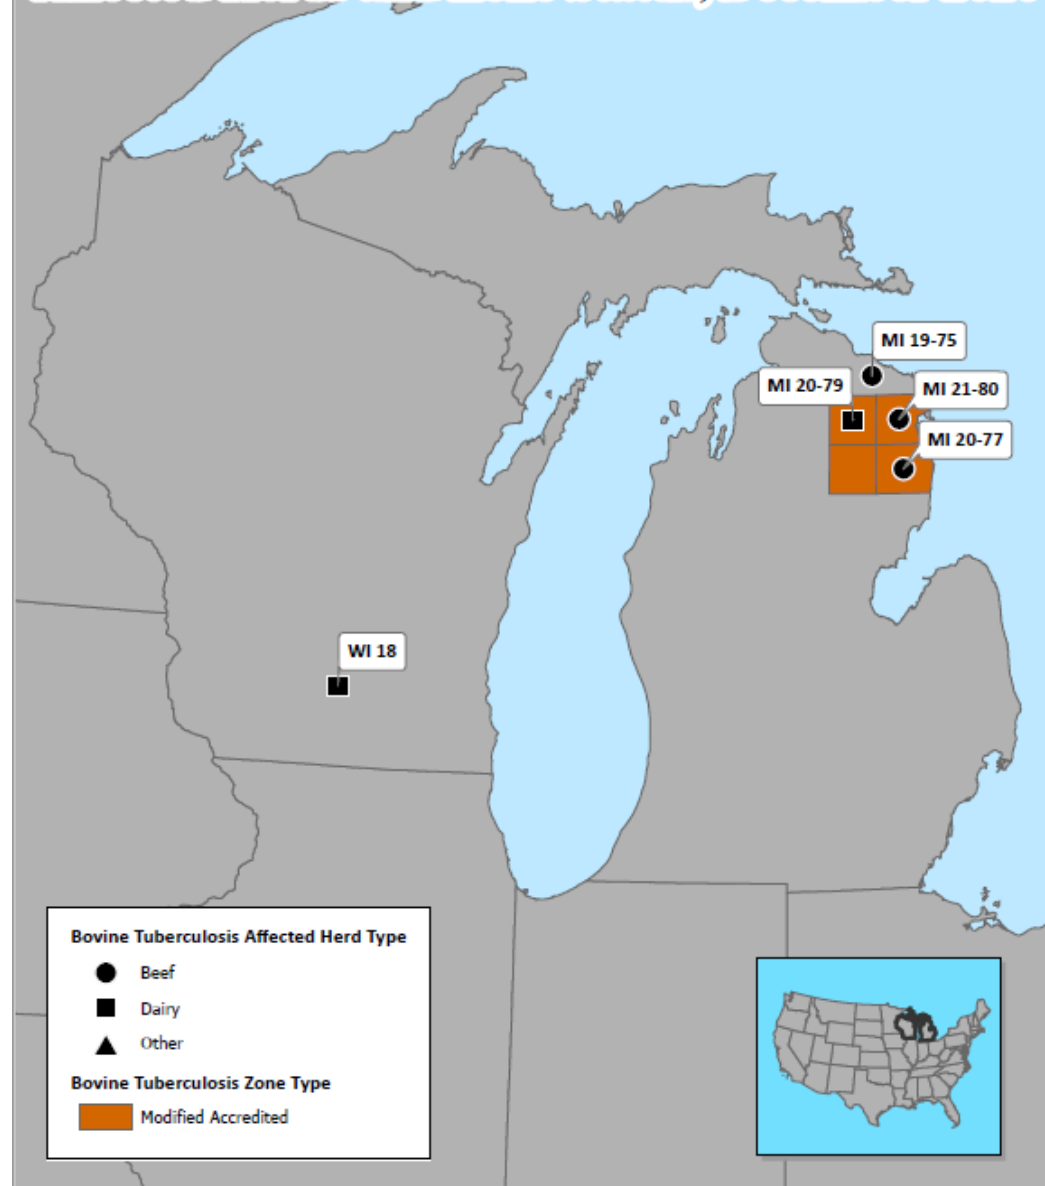 MI 19-75
MI 20-79
MI 21-80
MI 20-77
WI 18
Bovine Tuberculosis Affected Herd Type
Beef
Dairy
Other
Bovine Tuberculosis Zone Type
Modified Accredited